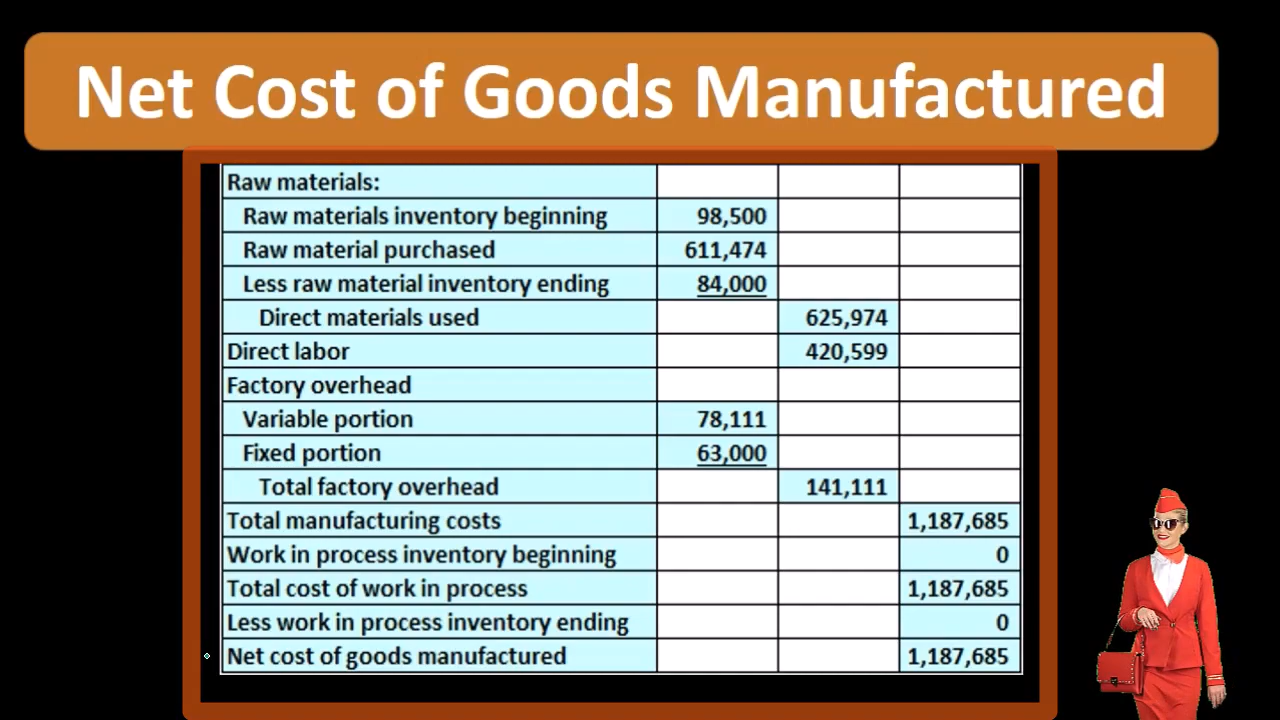 Net Cost of Goods Manufactured
Raw materials:
Raw materials inventory beginning 98,500
Raw material purchased 611,474
Less raw material inventory ending 84,000
Direct materials used 625,974
Direct labor 420,599
Factory overhead
Variable portion 78,111
Fixed portion 63,000
Total factory overhead 141,111
Total manufacturing costs 1,187,685
Work in process inventory beginning 0
Total cost of work in process 1,187,685
Less work in process inventory ending 0
Net cost of goods manufactured 1,187,685